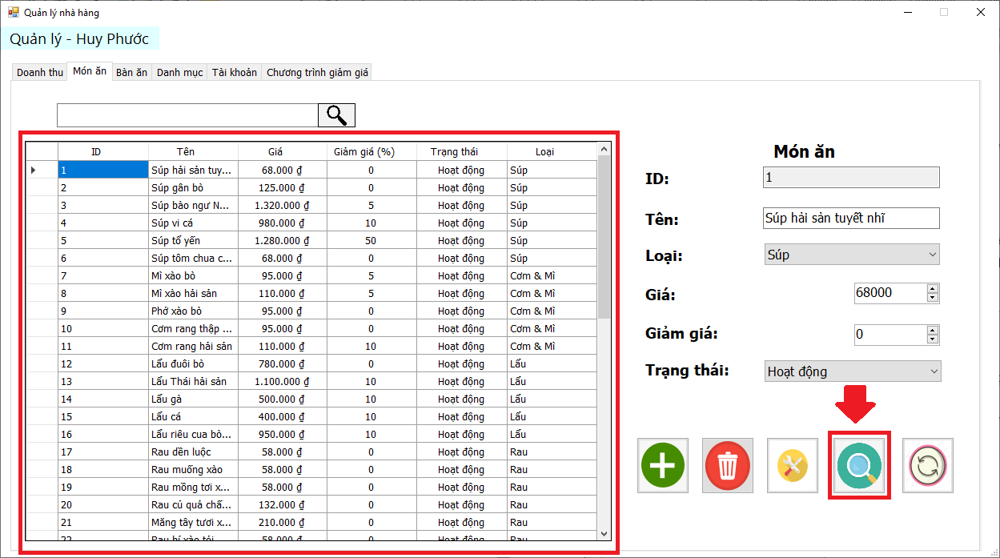 Quản lý nhà hàng
Quản lý - Huy Phước
Doanh thu Món ăn Bàn ăn Danh mục Tài khoản Chương trình giảm giá
ID Tên Giá Giảm giá (%) Trạng thái Loại
1 Súp hải sản tuy... 68.000 ₫ 0 Hoạt động Súp
2 Súp gân bò 125.000 ₫ 0 Hoạt động Súp
3 Súp bào ngư N... 1.320.000 ₫ 5 Hoạt động Súp
4 Súp vi cá 980.000 ₫ 10 Hoạt động Súp
5 Súp tổ yến 1.280.000 ₫ 50 Hoạt động Súp
6 Súp tôm chua c... 68.000 ₫ 0 Hoạt động Súp
7 Mì xào bò 95.000 ₫ 5 Hoạt động Cơm & Mì
8 Mì xào hải sản 110.000 ₫ 5 Hoạt động Cơm & Mì
9 Phở xào bò 95.000 ₫ 0 Hoạt động Cơm & Mì
10 Cơm rang thập ... 95.000 ₫ 0 Hoạt động Cơm & Mì
11 Cơm rang hải sản 110.000 ₫ 10 Hoạt động Cơm & Mì
12 Lẩu đuôi bò 780.000 ₫ 0 Hoạt động Lẩu
13 Lẩu Thái hải sản 1.100.000 ₫ 10 Hoạt động Lẩu
14 Lẩu gà 500.000 ₫ 10 Hoạt động Lẩu
15 Lẩu cá 400.000 ₫ 10 Hoạt động Lẩu
16 Lẩu riêu cua bò... 950.000 ₫ 10 Hoạt động Lẩu
17 Rau dền luộc 58.000 ₫ 0 Hoạt động Rau
18 Rau muống xào 58.000 ₫ 0 Hoạt động Rau
19 Rau mồng tơi x... 58.000 ₫ 0 Hoạt động Rau
20 Rau củ quả chấ... 132.000 ₫ 0 Hoạt động Rau
21 Măng tây tươi x... 210.000 ₫ 0 Hoạt động Rau
22 Rau bí xào tỏi 58.000 ₫ 0 Hoạt động Rau
Món ăn
ID: 1
Tên: Súp hải sản tuyết nhĩ
Loại: Súp
Giá: 68000
Giảm giá: 0
Trạng thái: Hoạt động